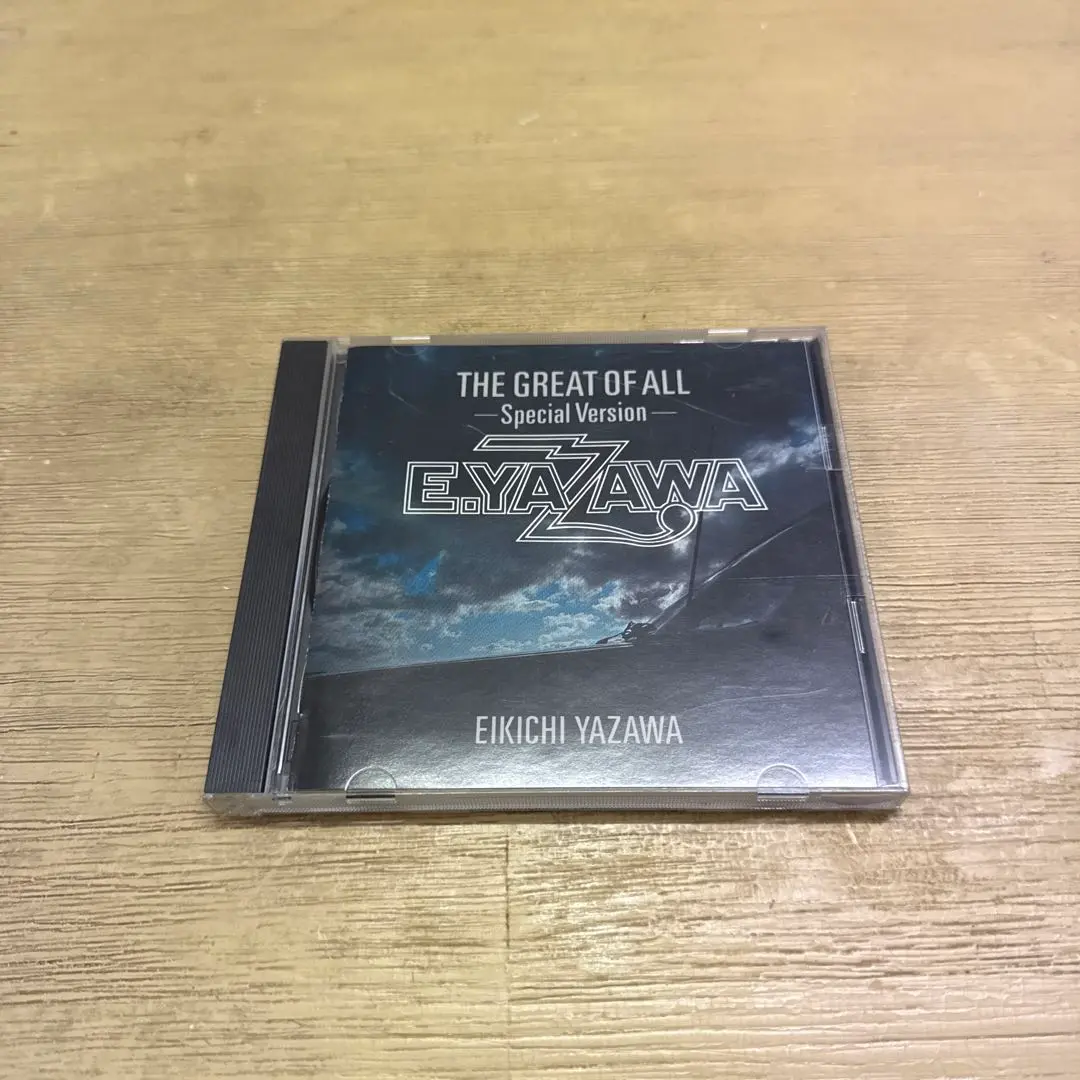 THE GREAT OF ALL
—Special Version—
E.YAZAWA
EIKICHI YAZAWA